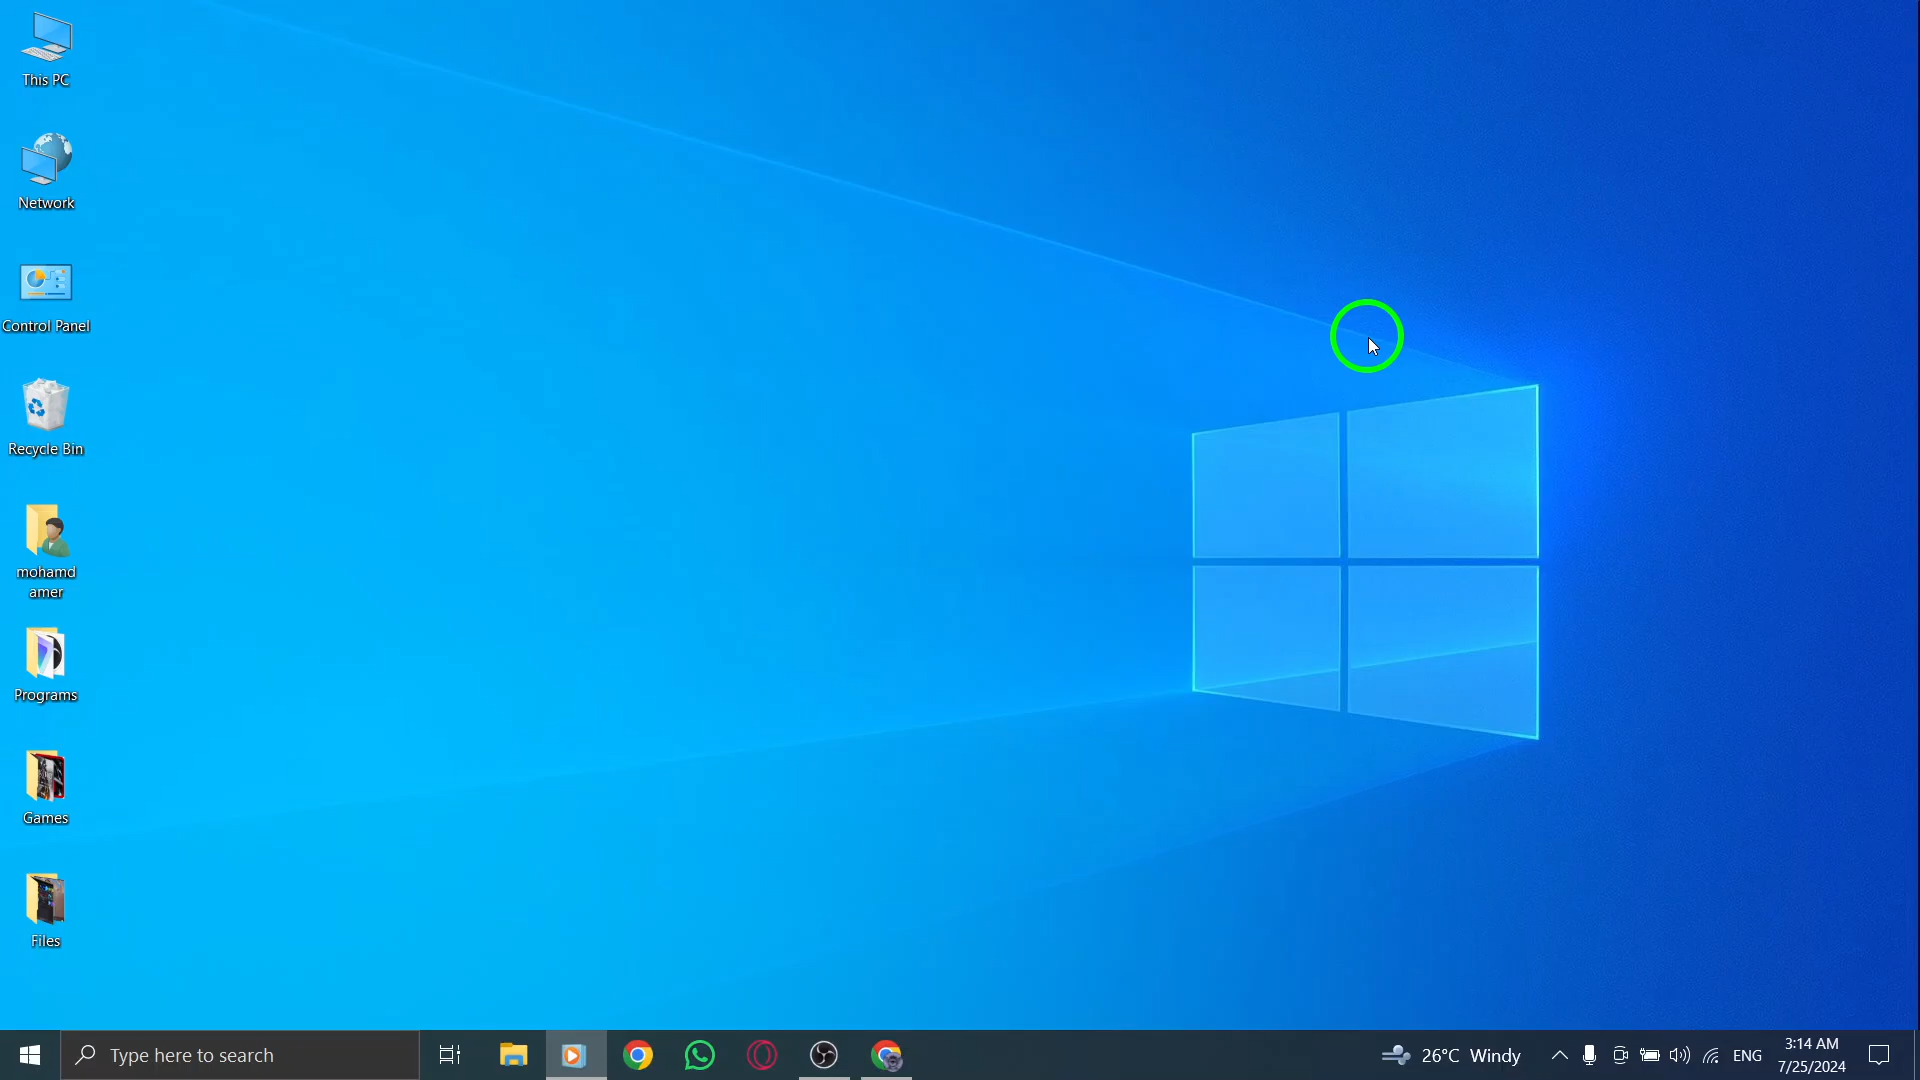 This PC
Network
Control Panel
Recycle Bin
mohamd
amer
Programs
Games
Files
Type here to search
26°C Windy
ENG
3:14 AM
7/25/2024